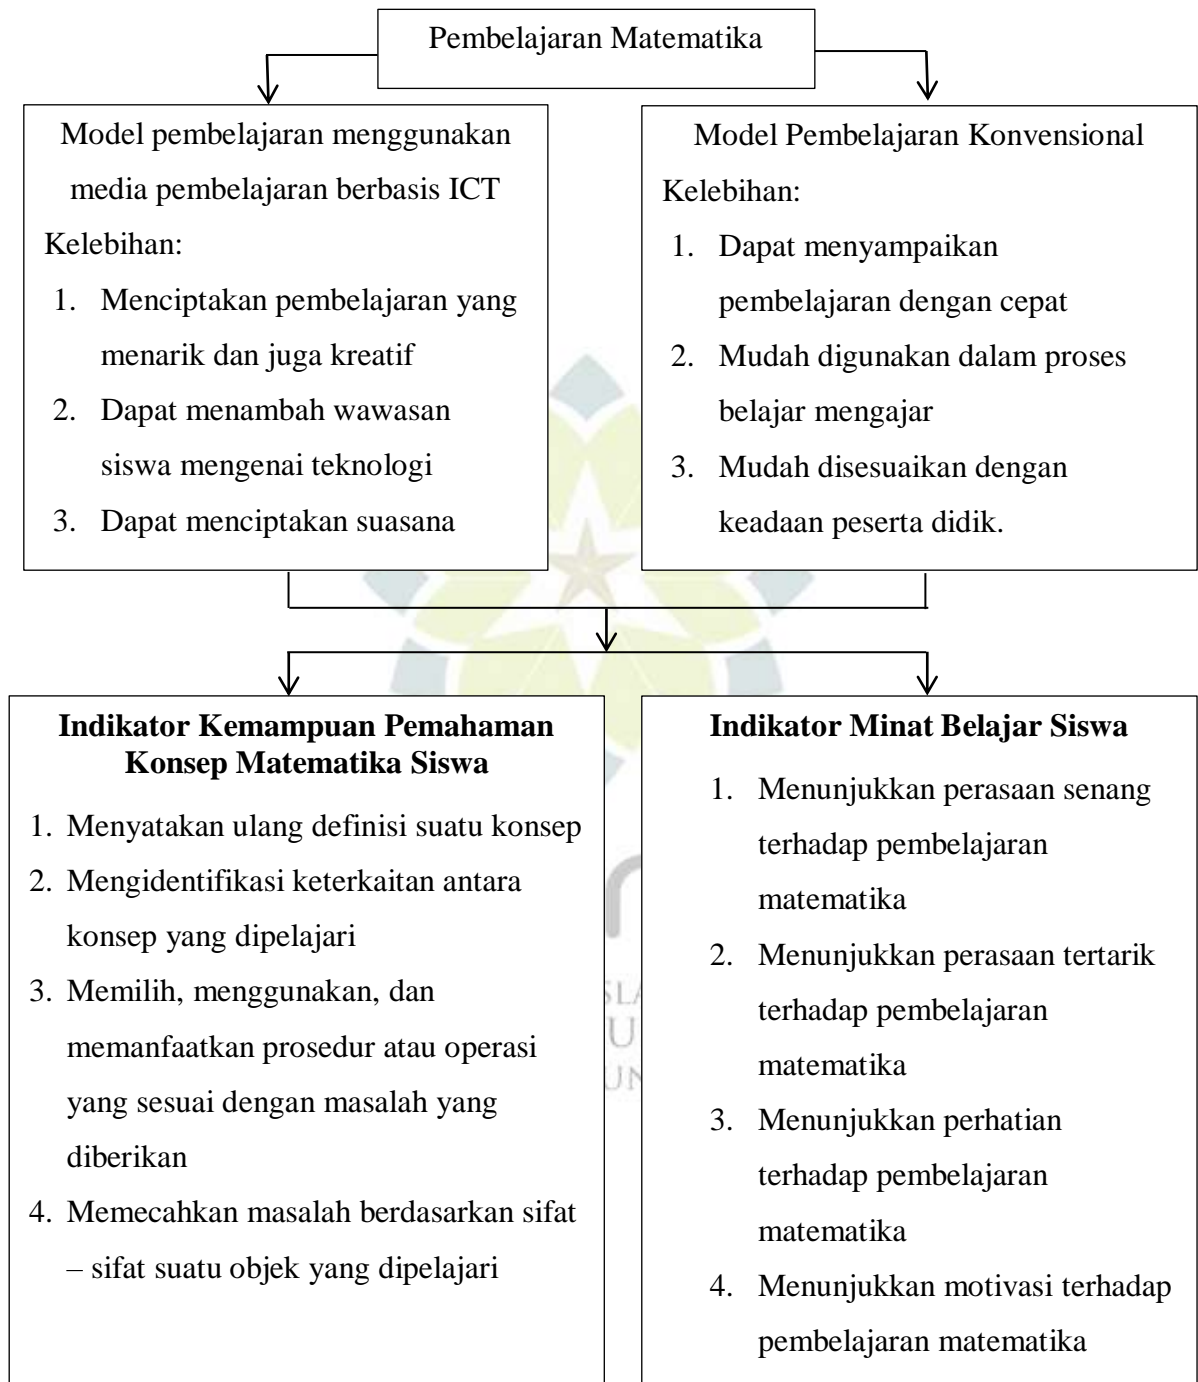 Pembelajaran Matematika
Model pembelajaran menggunakan
media pembelajaran berbasis ICT
Kelebihan:
1. Menciptakan pembelajaran yang
menarik dan juga kreatif
2. Dapat menambah wawasan
siswa mengenai teknologi
3. Dapat menciptakan suasana
Model Pembelajaran Konvensional
Kelebihan:
1. Dapat menyampaikan
pembelajaran dengan cepat
2. Mudah digunakan dalam proses
belajar mengajar
3. Mudah disesuaikan dengan
keadaan peserta didik.
Indikator Kemampuan Pemahaman
Konsep Matematika Siswa
1. Menyatakan ulang definisi suatu konsep
2. Mengidentifikasi keterkaitan antara
konsep yang dipelajari
3. Memilih, menggunakan, dan
memanfaatkan prosedur atau operasi
yang sesuai dengan masalah yang
diberikan
4. Memecahkan masalah berdasarkan sifat
– sifat suatu objek yang dipelajari
Indikator Minat Belajar Siswa
1. Menunjukkan perasaan senang
terhadap pembelajaran
matematika
2. Menunjukkan perasaan tertarik
terhadap pembelajaran
matematika
3. Menunjukkan perhatian
terhadap pembelajaran
matematika
4. Menunjukkan motivasi terhadap
pembelajaran matematika